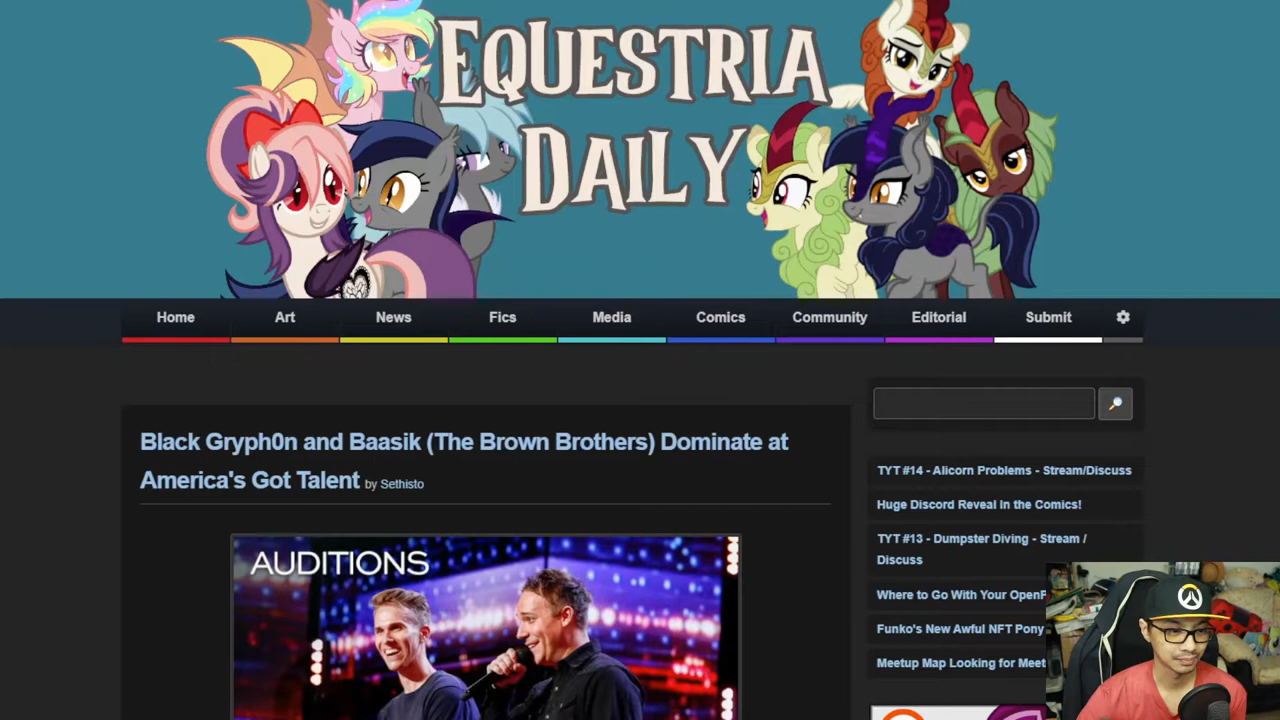 EQUESTRIA
DAILY
Home Art News Fics Media Comics Community Editorial Submit
Black Gryph0n and Baasik (The Brown Brothers) Dominate at
America's Got Talent by Sethisto
AUDITIONS
TYT #14 - Alicorn Problems - Stream/Discuss
Huge Discord Reveal In the Comics!
TYT #13 - Dumpster Diving - Stream /
Discuss
Where to Go With Your
Funko's New Awful NFT Pony
Meetup Map Looking for